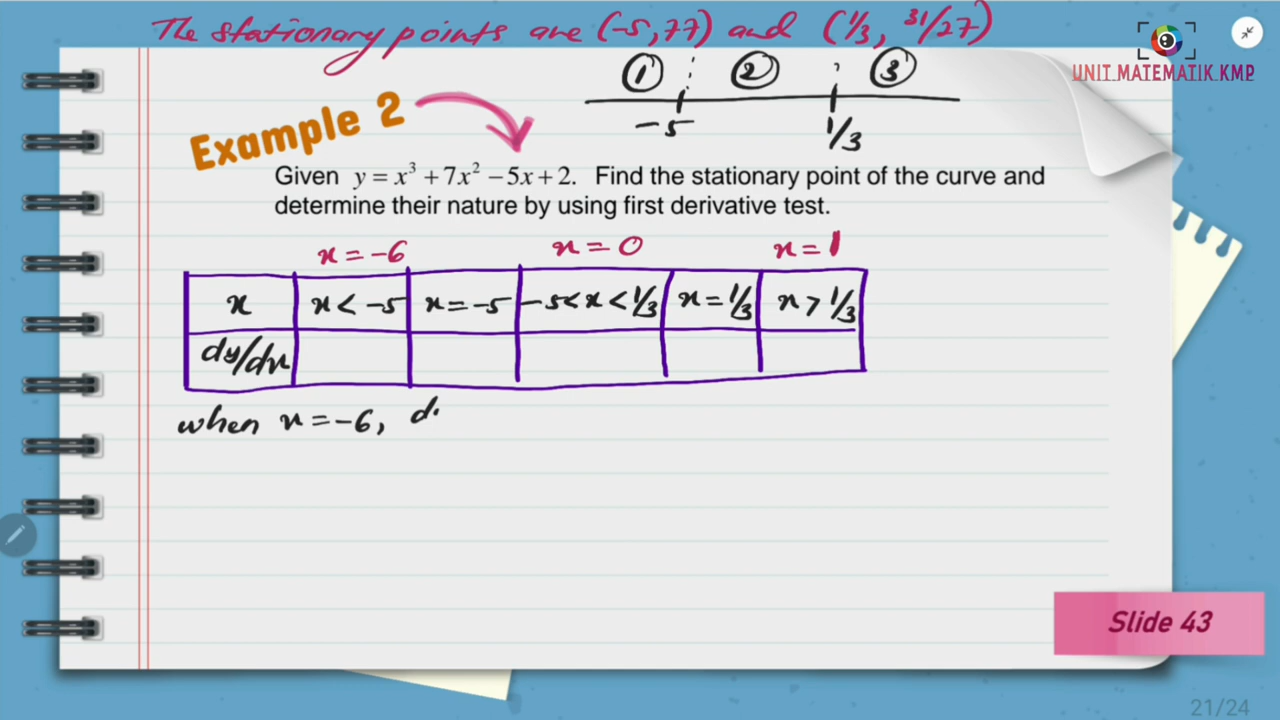 The stationary points are (-5,77) and (1/3, 31/27)
UNIT.MATEMATIK.KMP
① ② ③
-5 1/3
Example 2
Given y = x³ + 7x² − 5x + 2. Find the stationary point of the curve and
determine their nature by using first derivative test.
x = -6 x = 0 x = 1
x x < -5 x = -5 -5 < x < 1/3 x = 1/3 x > 1/3
dy/dx
when x = -6, d
Slide 43
21/24